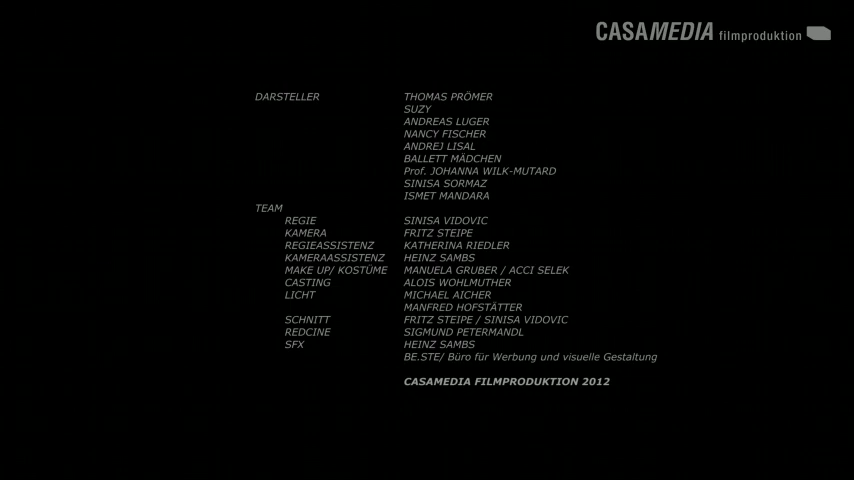 CASAMEDIA filmproduktion
DARSTELLER THOMAS PRÖMER
SUZY
ANDREAS LUGER
NANCY FISCHER
ANDREJ LISAL
BALLETT MÄDCHEN
Prof. JOHANNA WILK-MUTARD
SINISA SORMAZ
ISMET MANDARA
TEAM
REGIE SINISA VIDOVIC
KAMERA FRITZ STEIPE
REGIEASSISTENZ KATHERINA RIEDLER
KAMERAASSISTENZ HEINZ SAMBS
MAKE UP/ KOSTÜME MANUELA GRUBER / ACCI SELEK
CASTING ALOIS WOHLMUTHER
LICHT MICHAEL AICHER
MANFRED HOFSTÄTTER
SCHNITT FRITZ STEIPE / SINISA VIDOVIC
REDCINE SIGMUND PETERMANDL
SFX HEINZ SAMBS
BE.STE/ Büro für Werbung und visuelle Gestaltung
CASAMEDIA FILMPRODUKTION 2012